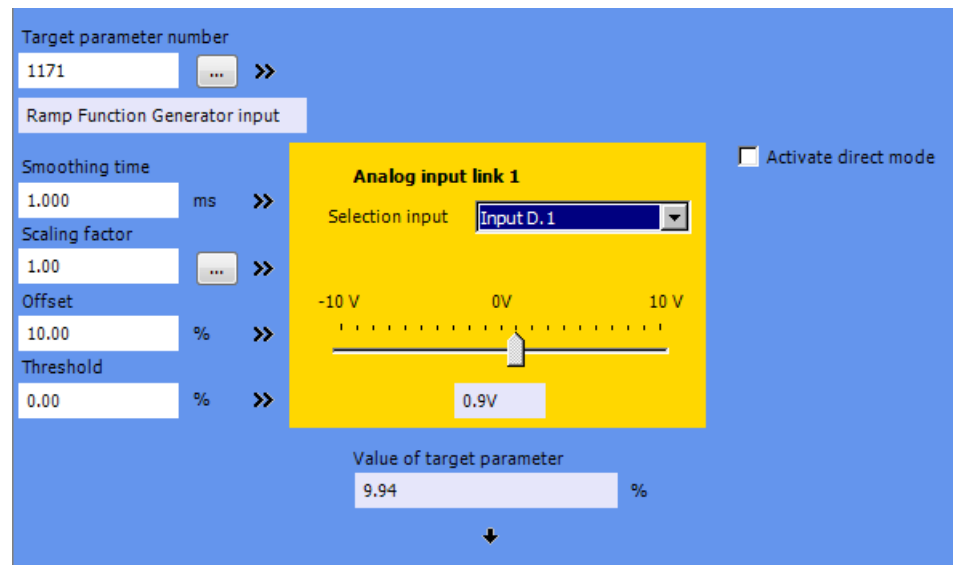 Target parameter number
1171
...
Ramp Function Generator input
Activate direct mode
Smoothing time
1.000 ms
Scaling factor
1.00 ...
Offset
10.00 %
Threshold
0.00 %
Analog input link 1
Selection input Input D.1
-10 V 0V 10 V
0.9V
Value of target parameter
9.94 %